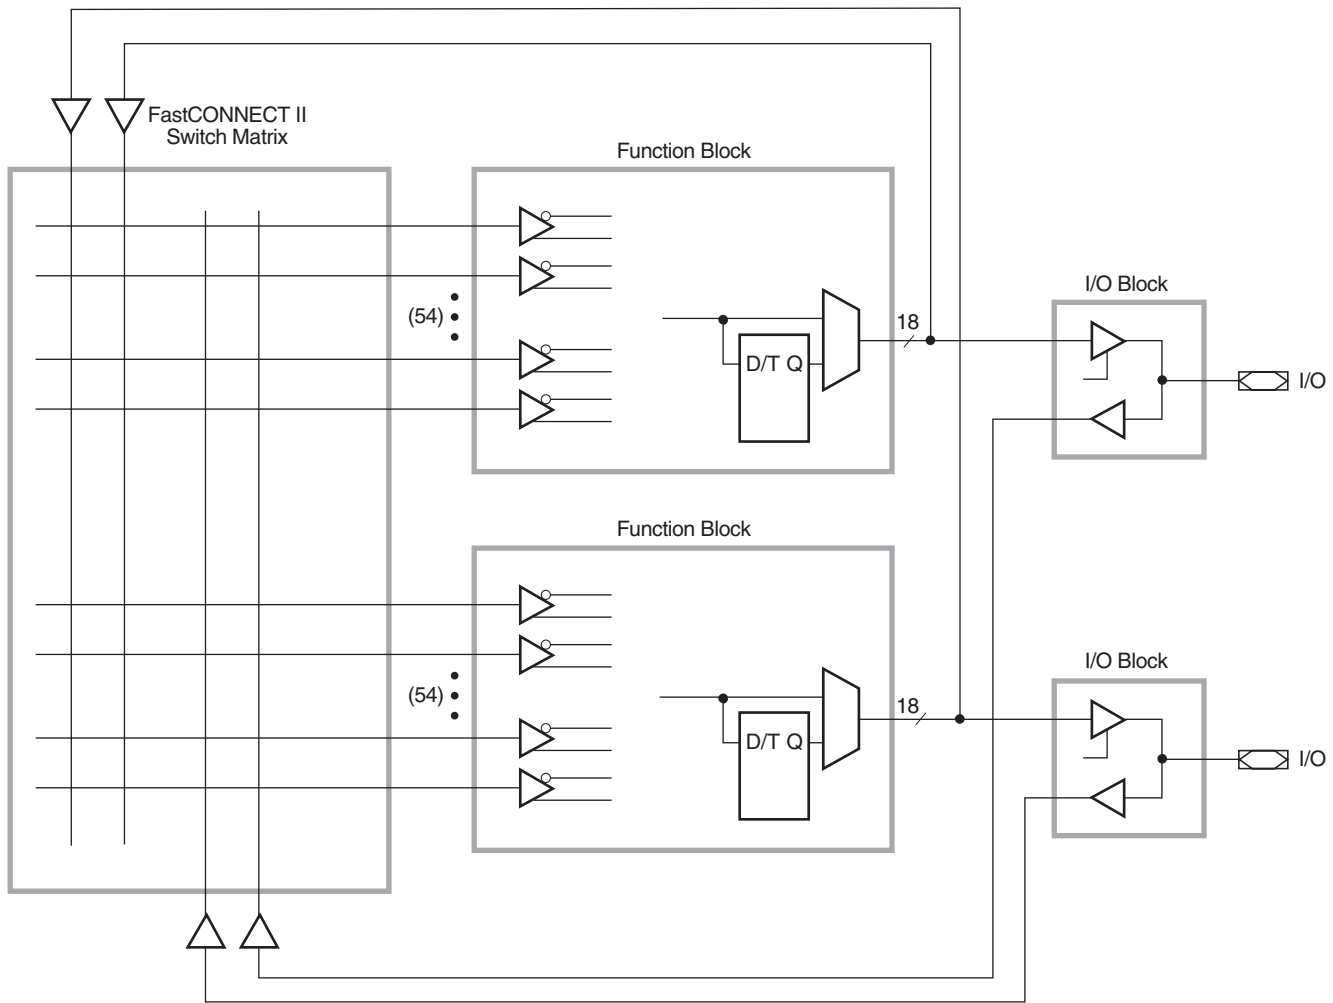 FastCONNECT II
Switch Matrix
Function Block
(54)
D/T Q
18
I/O Block
I/O
Function Block
(54)
D/T Q
18
I/O Block
I/O